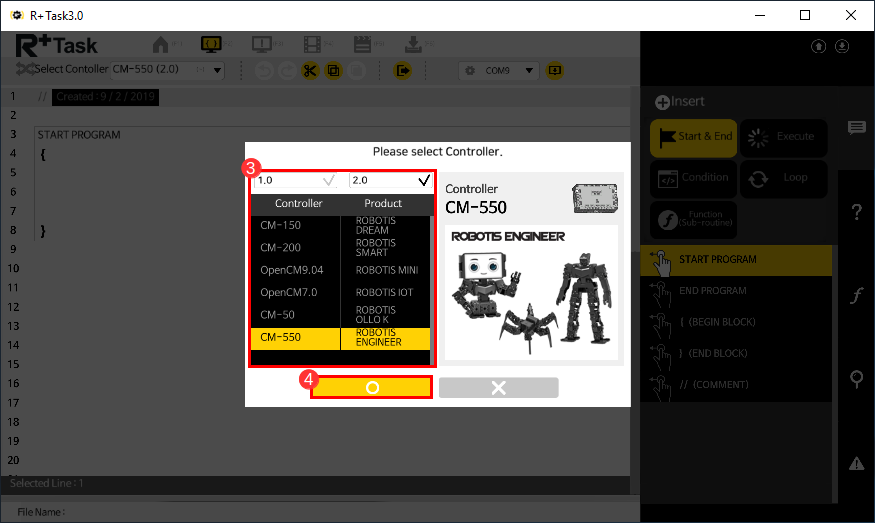 R+Task3.0
R+Task
Select Contoller CM-550 (2.0)
COM9
1 // Created : 9 / 2 / 2019
2
3 START PROGRAM
4 {
5
6
7
8 }
9
10
11
12
13
14
15
16
17
18
19
20
Selected Line : 1
File Name :
Please select Controller.
3
1.0 2.0
Controller Product
CM-150 ROBOTIS DREAM
CM-200 ROBOTIS SMART
OpenCM9.04 ROBOTIS MINI
OpenCM7.0 ROBOTIS IOT
CM-50 ROBOTIS OLLO K
CM-550 ROBOTIS ENGINEER
4
Controller
CM-550
ROBOTIS ENGINEER
Insert
Start & End
Execute
Condition
Loop
Function
(Sub-routine)
START PROGRAM
END PROGRAM
{ (BEGIN BLOCK)
} (END BLOCK)
// (COMMENT)